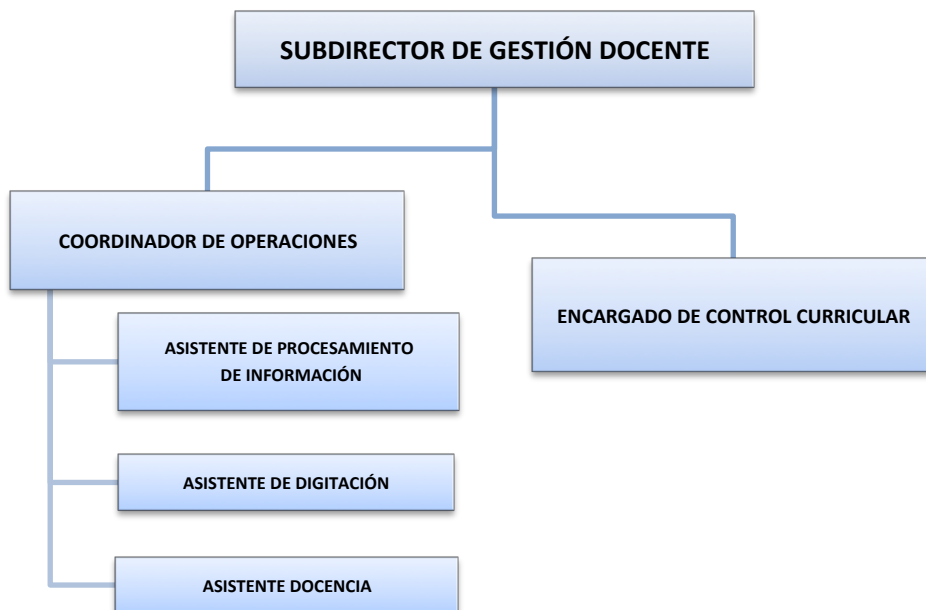 SUBDIRECTOR DE GESTIÓN DOCENTE
COORDINADOR DE OPERACIONES
ENCARGADO DE CONTROL CURRICULAR
ASISTENTE DE PROCESAMIENTO
DE INFORMACIÓN
ASISTENTE DE DIGITACIÓN
ASISTENTE DOCENCIA